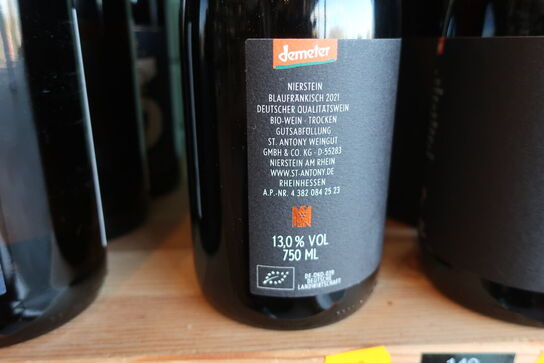 demeter
NIERSTEIN
BLAUFRÄNKISCH 2021
DEUTSCHER QUALITÄTSWEIN
BIO-WEIN - TROCKEN
GUTSABFÜLLUNG
ST. ANTONY WEINGUT
GMBH & CO. KG - D-55283
NIERSTEIN AM RHEIN
WWW.ST-ANTONY.DE
RHEINHESSEN
A.P.-NR. 4 382 084 25 23
13,0 % VOL
750 ML
DE-ÖKO-039
DEUTSCHE
LANDWIRTSCHAFT